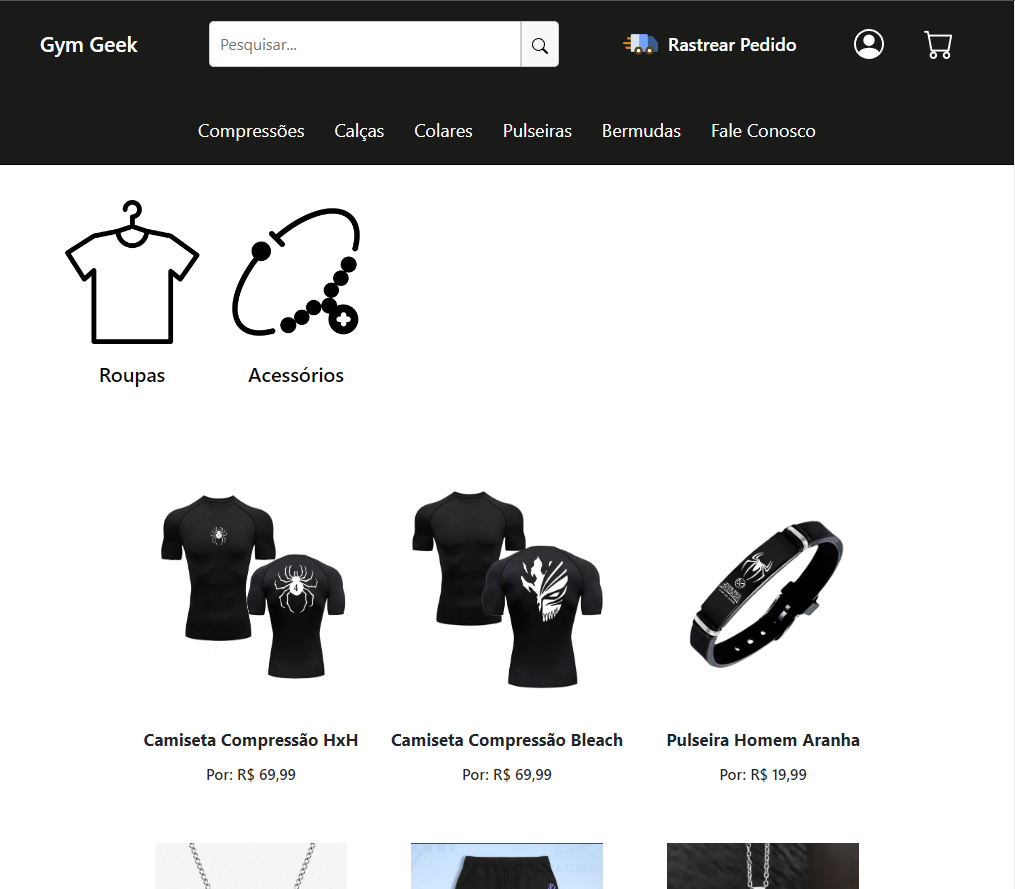 Gym Geek
Pesquisar...
Rastrear Pedido
Compressões
Calças
Colares
Pulseiras
Bermudas
Fale Conosco
Roupas
Acessórios
Camiseta Compressão HxH
Camiseta Compressão Bleach
Pulseira Homem Aranha
Por: R$ 69,99
Por: R$ 69,99
Por: R$ 19,99